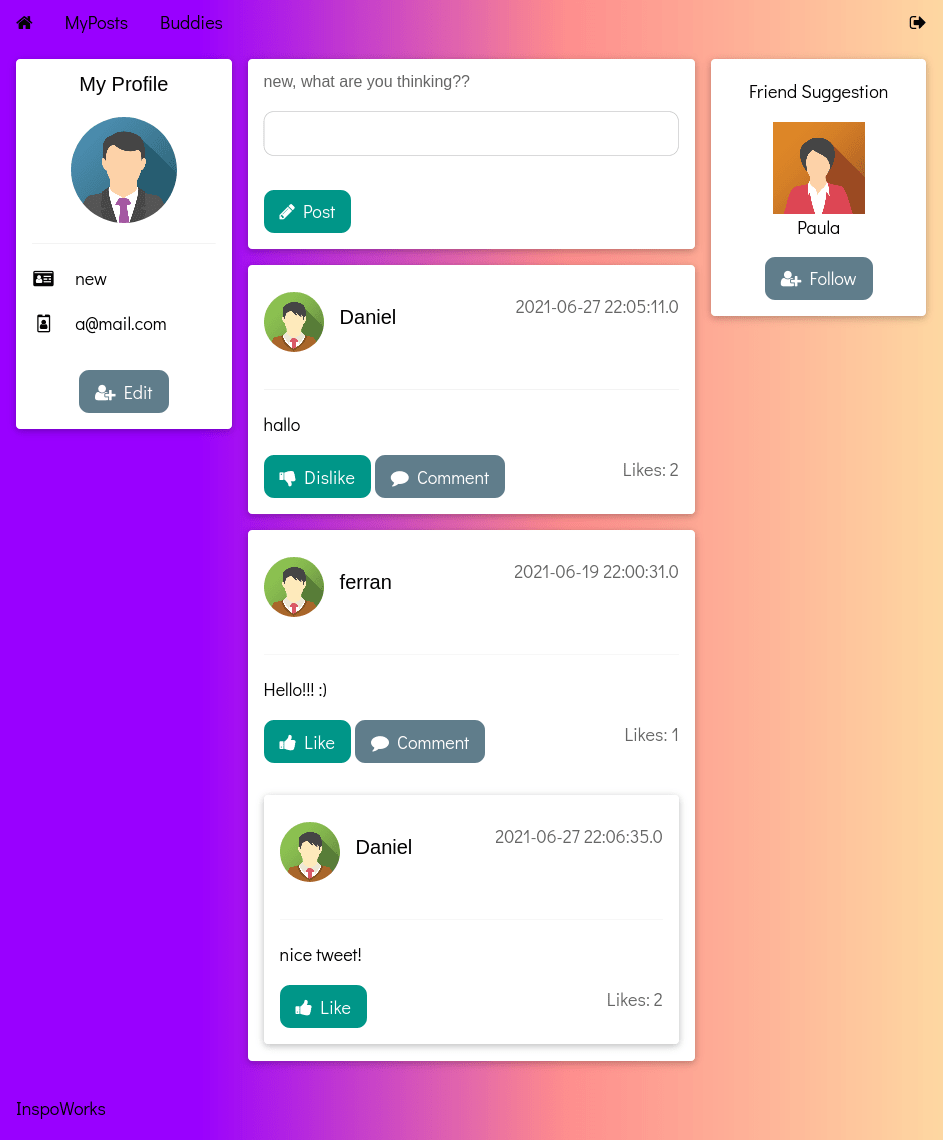 MyPosts Buddies
My Profile
new
a@mail.com
Edit
new, what are you thinking??
Post
Daniel 2021-06-27 22:05:11.0
hallo
Dislike Comment Likes: 2
ferran 2021-06-19 22:00:31.0
Hello!!! :)
Like Comment Likes: 1
Daniel 2021-06-27 22:06:35.0
nice tweet!
Like Likes: 2
Friend Suggestion
Paula
Follow
InspoWorks